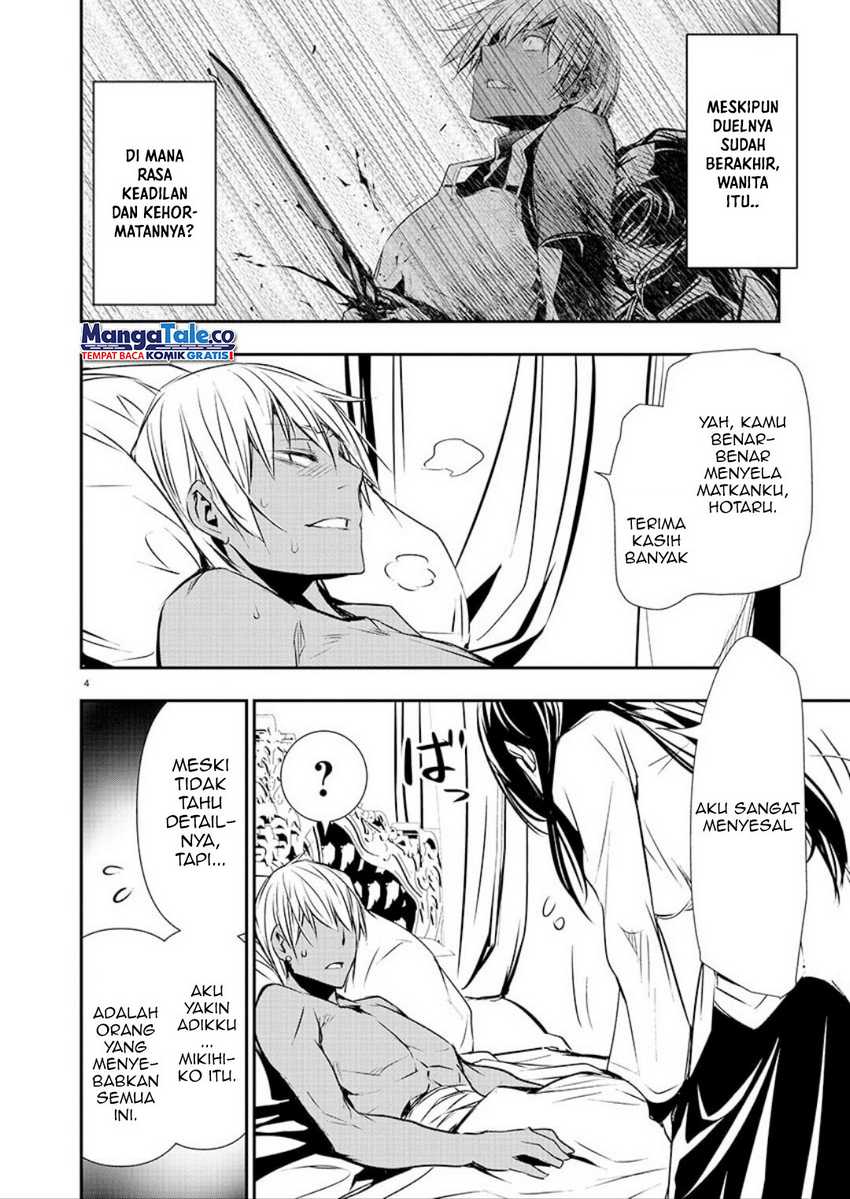 MESKIPUN
DUELNYA
SUDAH
BERAKHIR,
WANITA
ITU..
DI MANA
RASA
KEADILAN
DAN KEHOR-
MATANNYA?
MangaTale.co
TEMPAT BACA KOMIK GRATIS!
YAH, KAMU
BENAR-
BENAR
MENYELA
MATKANKU,
HOTARU.
TERIMA
KASIH
BANYAK
4
AKU SANGAT
MENYESAL
ばっ
?
MESKI
TIDAK
TAHU
DETAIL-
NYA,
TAPI...
AKU
YAKIN
ADIKKU
...
MIKIHI-
KO ITU.
ADALAH
ORANG
YANG
MENYE-
BABKAN
SEMUA
INI.